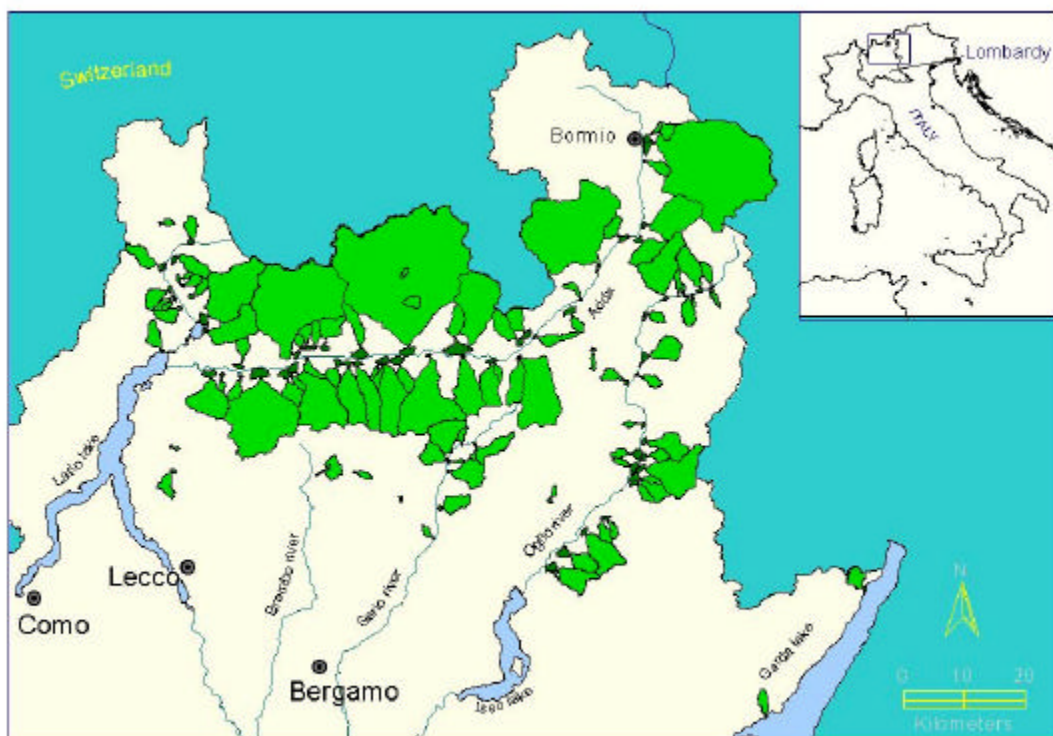 Switzerland
Lombardy
ITALY
Bormio
Adda
Lario lake
Lecco
Como
Brembo river
Serio river
Oglio river
Bergamo
Iseo lake
Garda lake
N
0 10 20
Kilometers